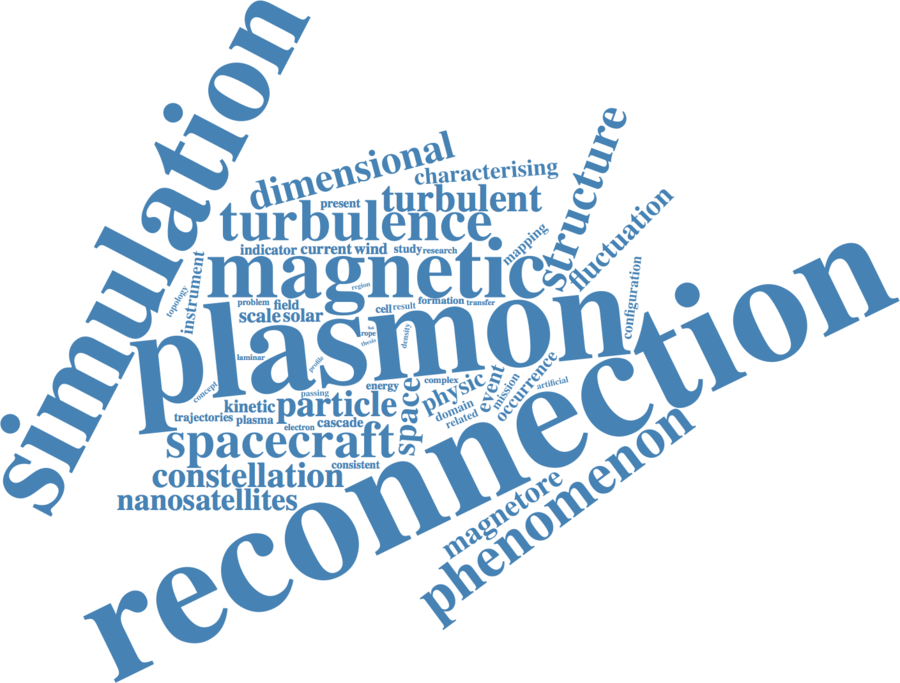 simulation
dimensional
characterising
structure
present
turbulent
turbulence
fluctuation
mapping
indicator
current
wind
study
research
magnetic
instrument
topology
region
configuration
problem
field
cell
result
formation
transfer
scale
solar
plasmon
rope
thesis
density
laminar
profile
concept
energy
complex
passing
space
physic
event
mission
occurrence
artificial
kinetic
particle
domain
related
trajectories
plasma
electron
cascade
spacecraft
reconnection
constellation
consistent
nanosatellites
magnetore
phenomenon